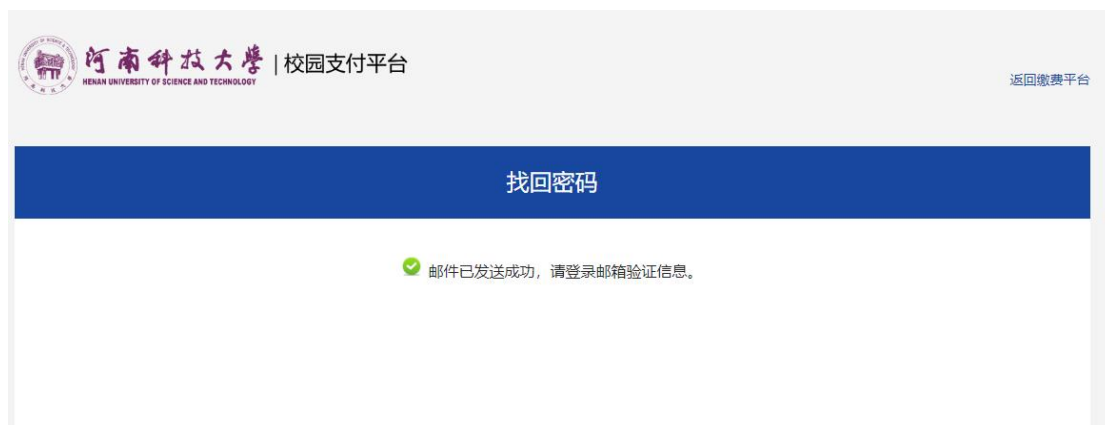 河南科技大學 | 校园支付平台
HENAN UNIVERSITY OF SCIENCE AND TECHNOLOGY
返回缴费平台
找回密码
邮件已发送成功，请登录邮箱验证信息。